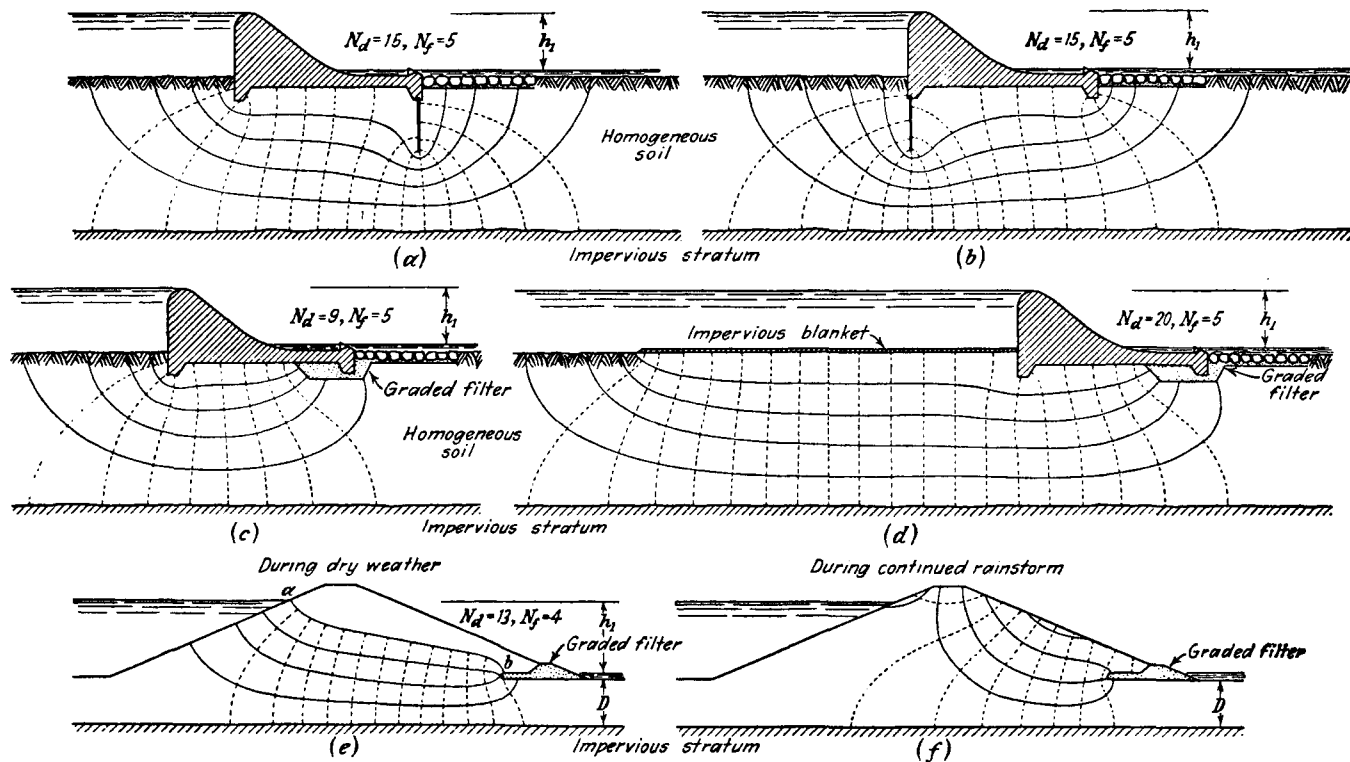 N_d=15, N_f=5
h_1
Homogeneous
soil
(a)
N_d=15, N_f=5
h_1
(b)
Impervious stratum
N_d=9, N_f=5
h_1
Graded filter
Homogeneous
soil
(c)
Impervious blanket
N_d=20, N_f=5
h_1
Graded
filter
(d)
Impervious stratum
During dry weather
a
N_d=13, N_f=4
h_1
Graded filter
b
D
(e)
During continued rainstorm
Graded filter
D
(f)
Impervious stratum